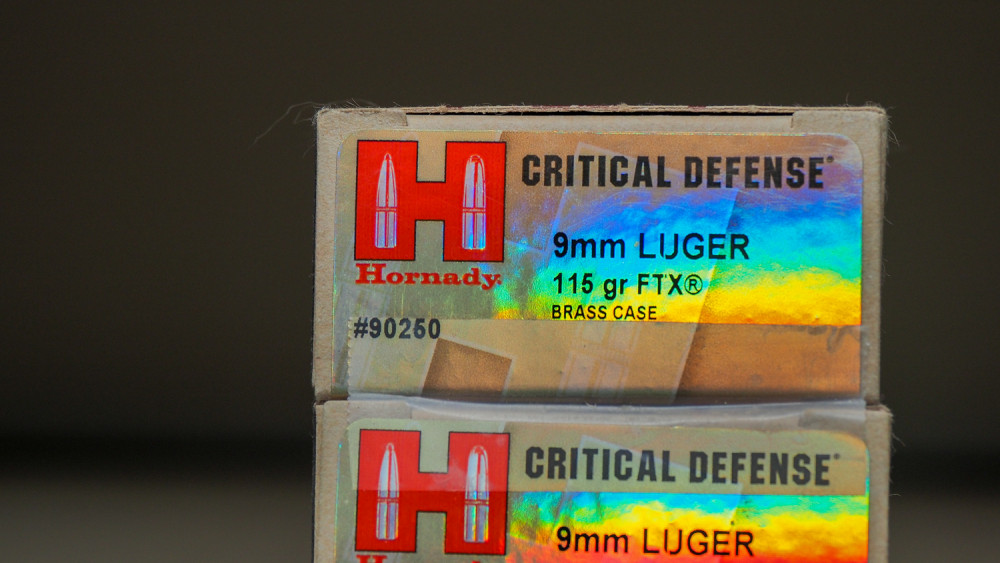 CRITICAL DEFENSE®
9mm LUGER
115 gr FTX®
BRASS CASE
Hornady®
#90250
CRITICAL DEFENSE®
9mm LUGER